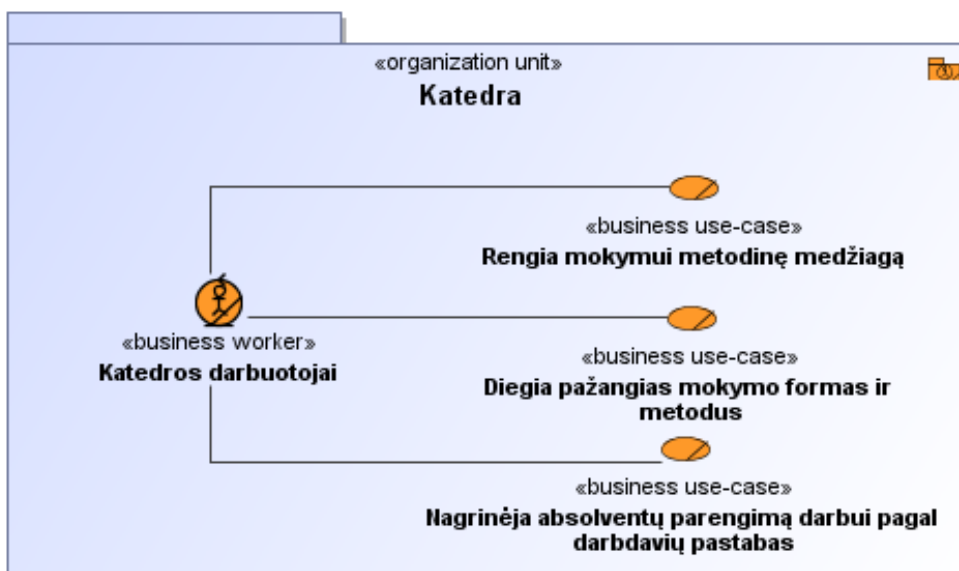 «organization unit»
Katedra
«business use-case»
Rengia mokymui metodinę medžiagą
«business worker»
Katedros darbuotojai
«business use-case»
Diegia pažangias mokymo formas ir
metodus
«business use-case»
Nagrinėja absolventų parengimą darbui pagal
darbdavių pastabas